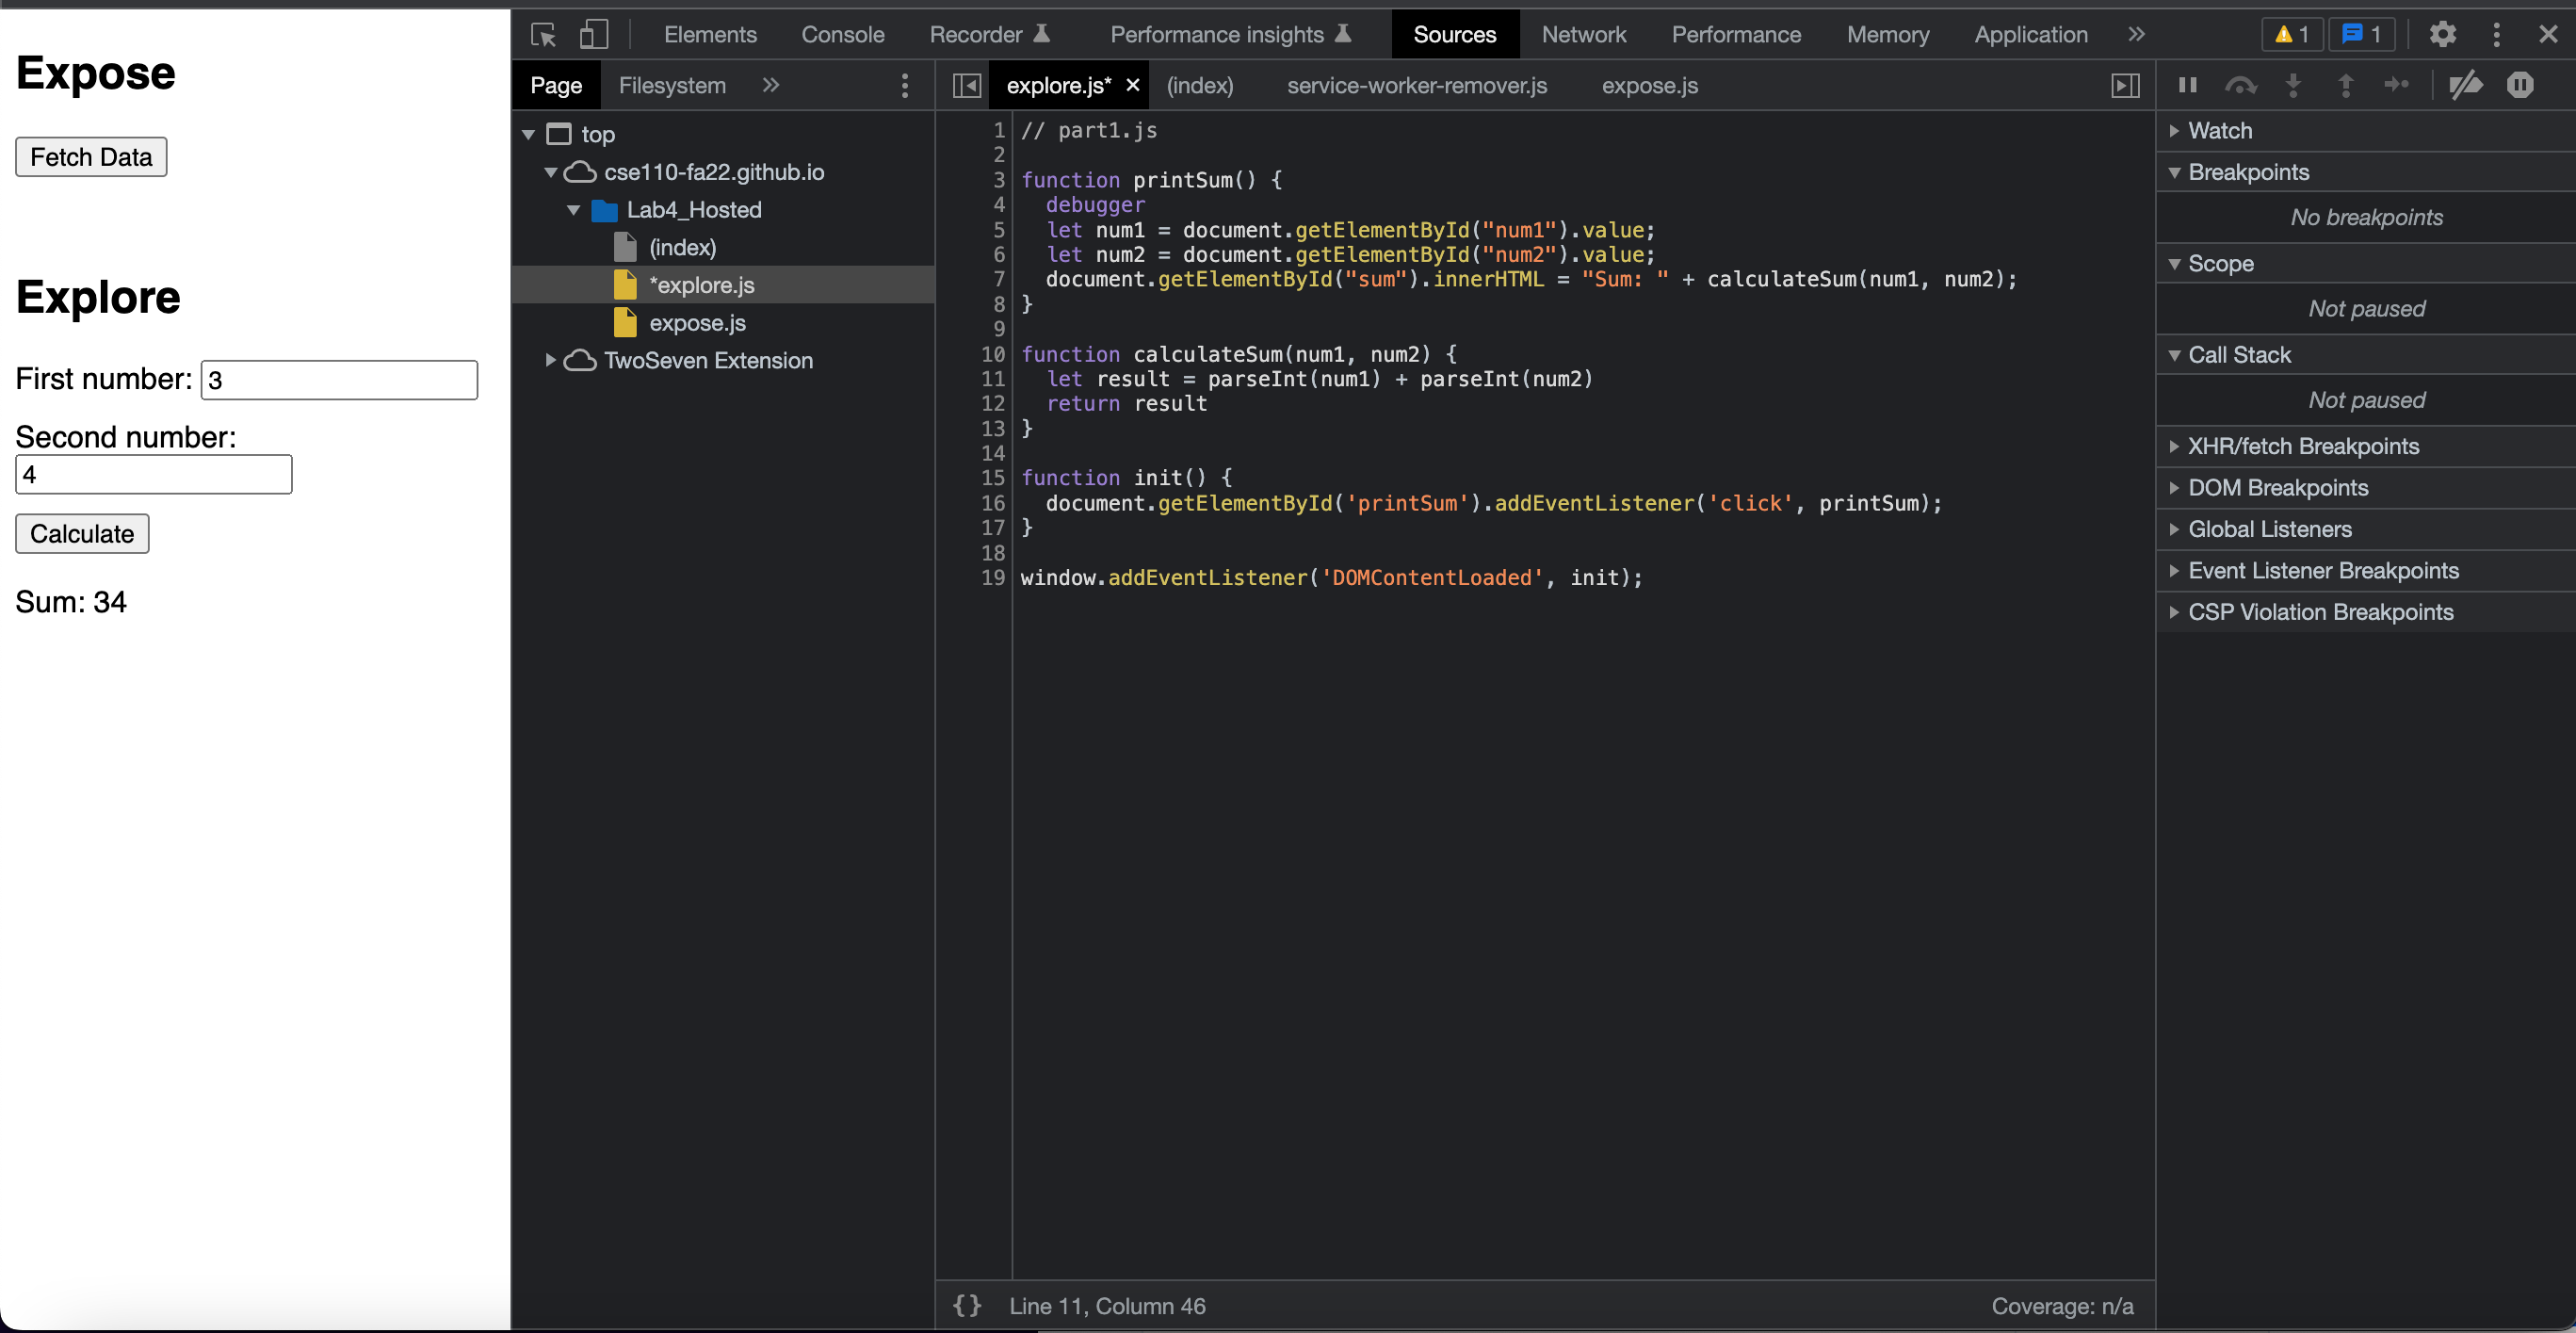 Expose
Fetch Data
Explore
First number: 3
Second number:
4
Calculate
Sum: 34
Elements Console Recorder Performance insights Sources Network Performance Memory Application » 1 1
Page Filesystem »
top
cse110-fa22.github.io
Lab4_Hosted
(index)
*explore.js
expose.js
TwoSeven Extension
explore.js* × (index) service-worker-remover.js expose.js
1 // part1.js
2
3 function printSum() {
4   debugger
5   let num1 = document.getElementById("num1").value;
6   let num2 = document.getElementById("num2").value;
7   document.getElementById("sum").innerHTML = "Sum: " + calculateSum(num1, num2);
8 }
9
10 function calculateSum(num1, num2) {
11   let result = parseInt(num1) + parseInt(num2)
12   return result
13 }
14
15 function init() {
16   document.getElementById('printSum').addEventListener('click', printSum);
17 }
18
19 window.addEventListener('DOMContentLoaded', init);
{} Line 11, Column 46 Coverage: n/a
Watch
Breakpoints
No breakpoints
Scope
Not paused
Call Stack
Not paused
XHR/fetch Breakpoints
DOM Breakpoints
Global Listeners
Event Listener Breakpoints
CSP Violation Breakpoints